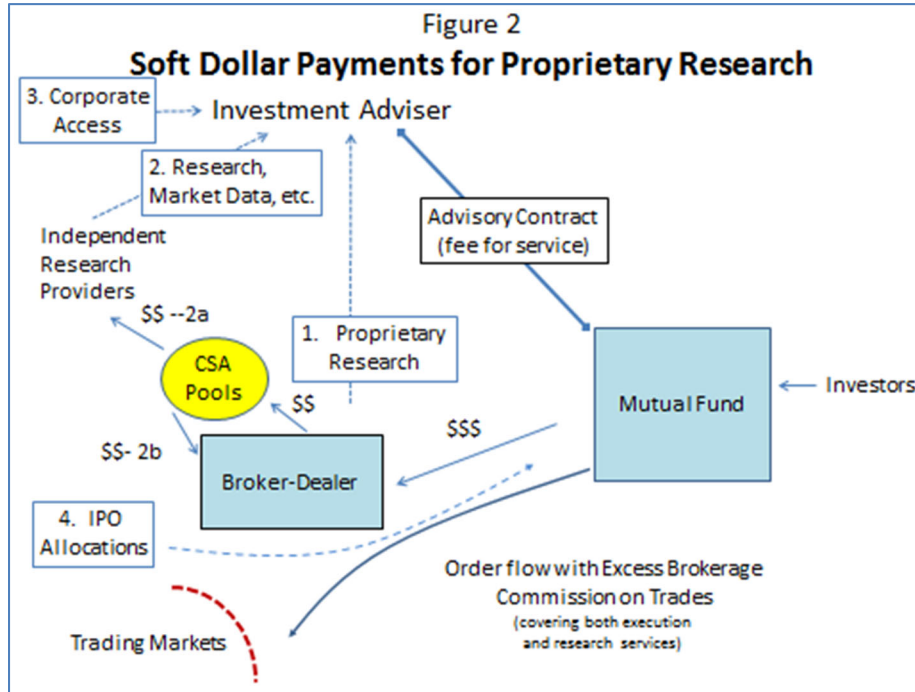 Figure 2
Soft Dollar Payments for Proprietary Research
3. Corporate
Access
Investment Adviser
2. Research,
Market Data, etc.
Advisory Contract
(fee for service)
Independent
Research
Providers
$$ --2a
1. Proprietary
Research
CSA
Pools
$$
Mutual Fund
Investors
$$$
$$- 2b
Broker-Dealer
4. IPO
Allocations
Order flow with Excess Brokerage
Commission on Trades
(covering both execution
and research services)
Trading Markets